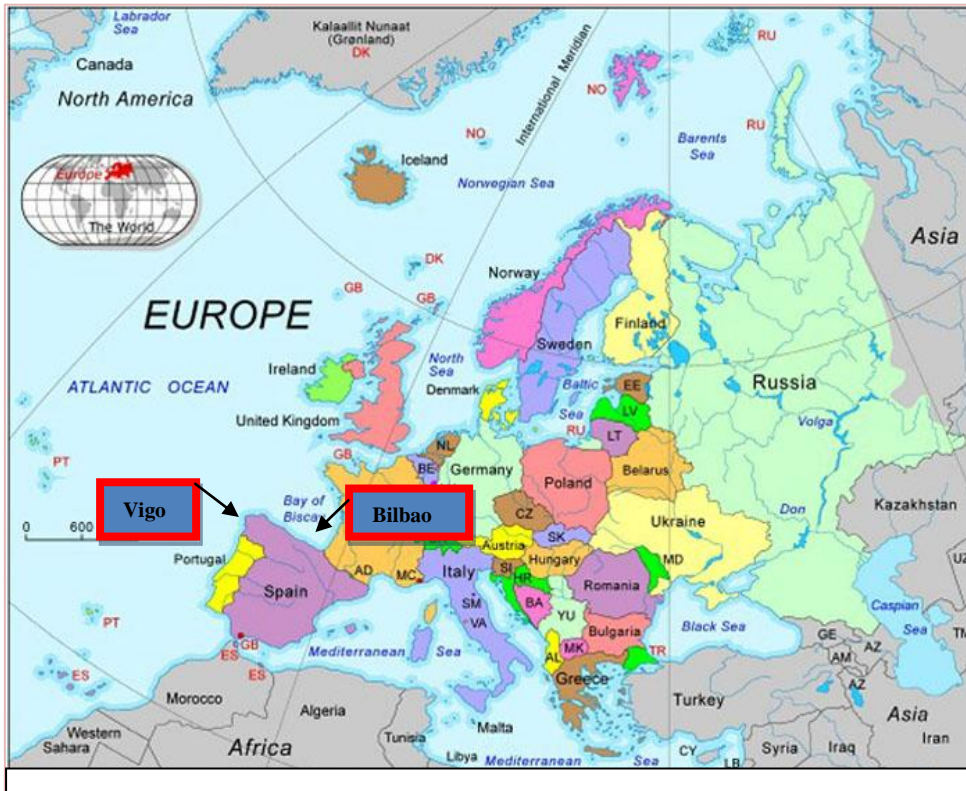 Labrador
Sea
Kalaallit Nunaat
(Grønland)
DK
Canada
North America
International Meridian
RU
NO
RU
Barents
Sea
NO
Iceland
Norwegian Sea
Europe
The World
Asia
DK
GB
GB
Norway
EUROPE
Finland
Sweden
North
Sea
Ireland
ATLANTIC OCEAN
Denmark
Baltic
Sea
EE
LV
LT
RU
Russia
Volga
United Kingdom
GB
NL
BE
Germany
Poland
Belarus
PT
Vigo
Bay of
Biscay
Bilbao
CZ
SK
Ukraine
Don
Kazakhstan
0
600
Portugal
Spain
AD
MC
Italy
SM
VA
Austria
SI
HR
BA
Hungary
YU
Romania
MD
UZ
Caspian
Sea
PT
ES
GB
ES
ES
Mediterranean
Sea
AL
MK
Bulgaria
TR
Greece
Black Sea
GE
AZ
AM
AZ
TM
Turkey
Asia
Morocco
Algeria
Tunisia
Malta
Libya
Western
Sahara
Africa
Mediterranean
Sea
CY
LB
Syria
Iraq
Iran